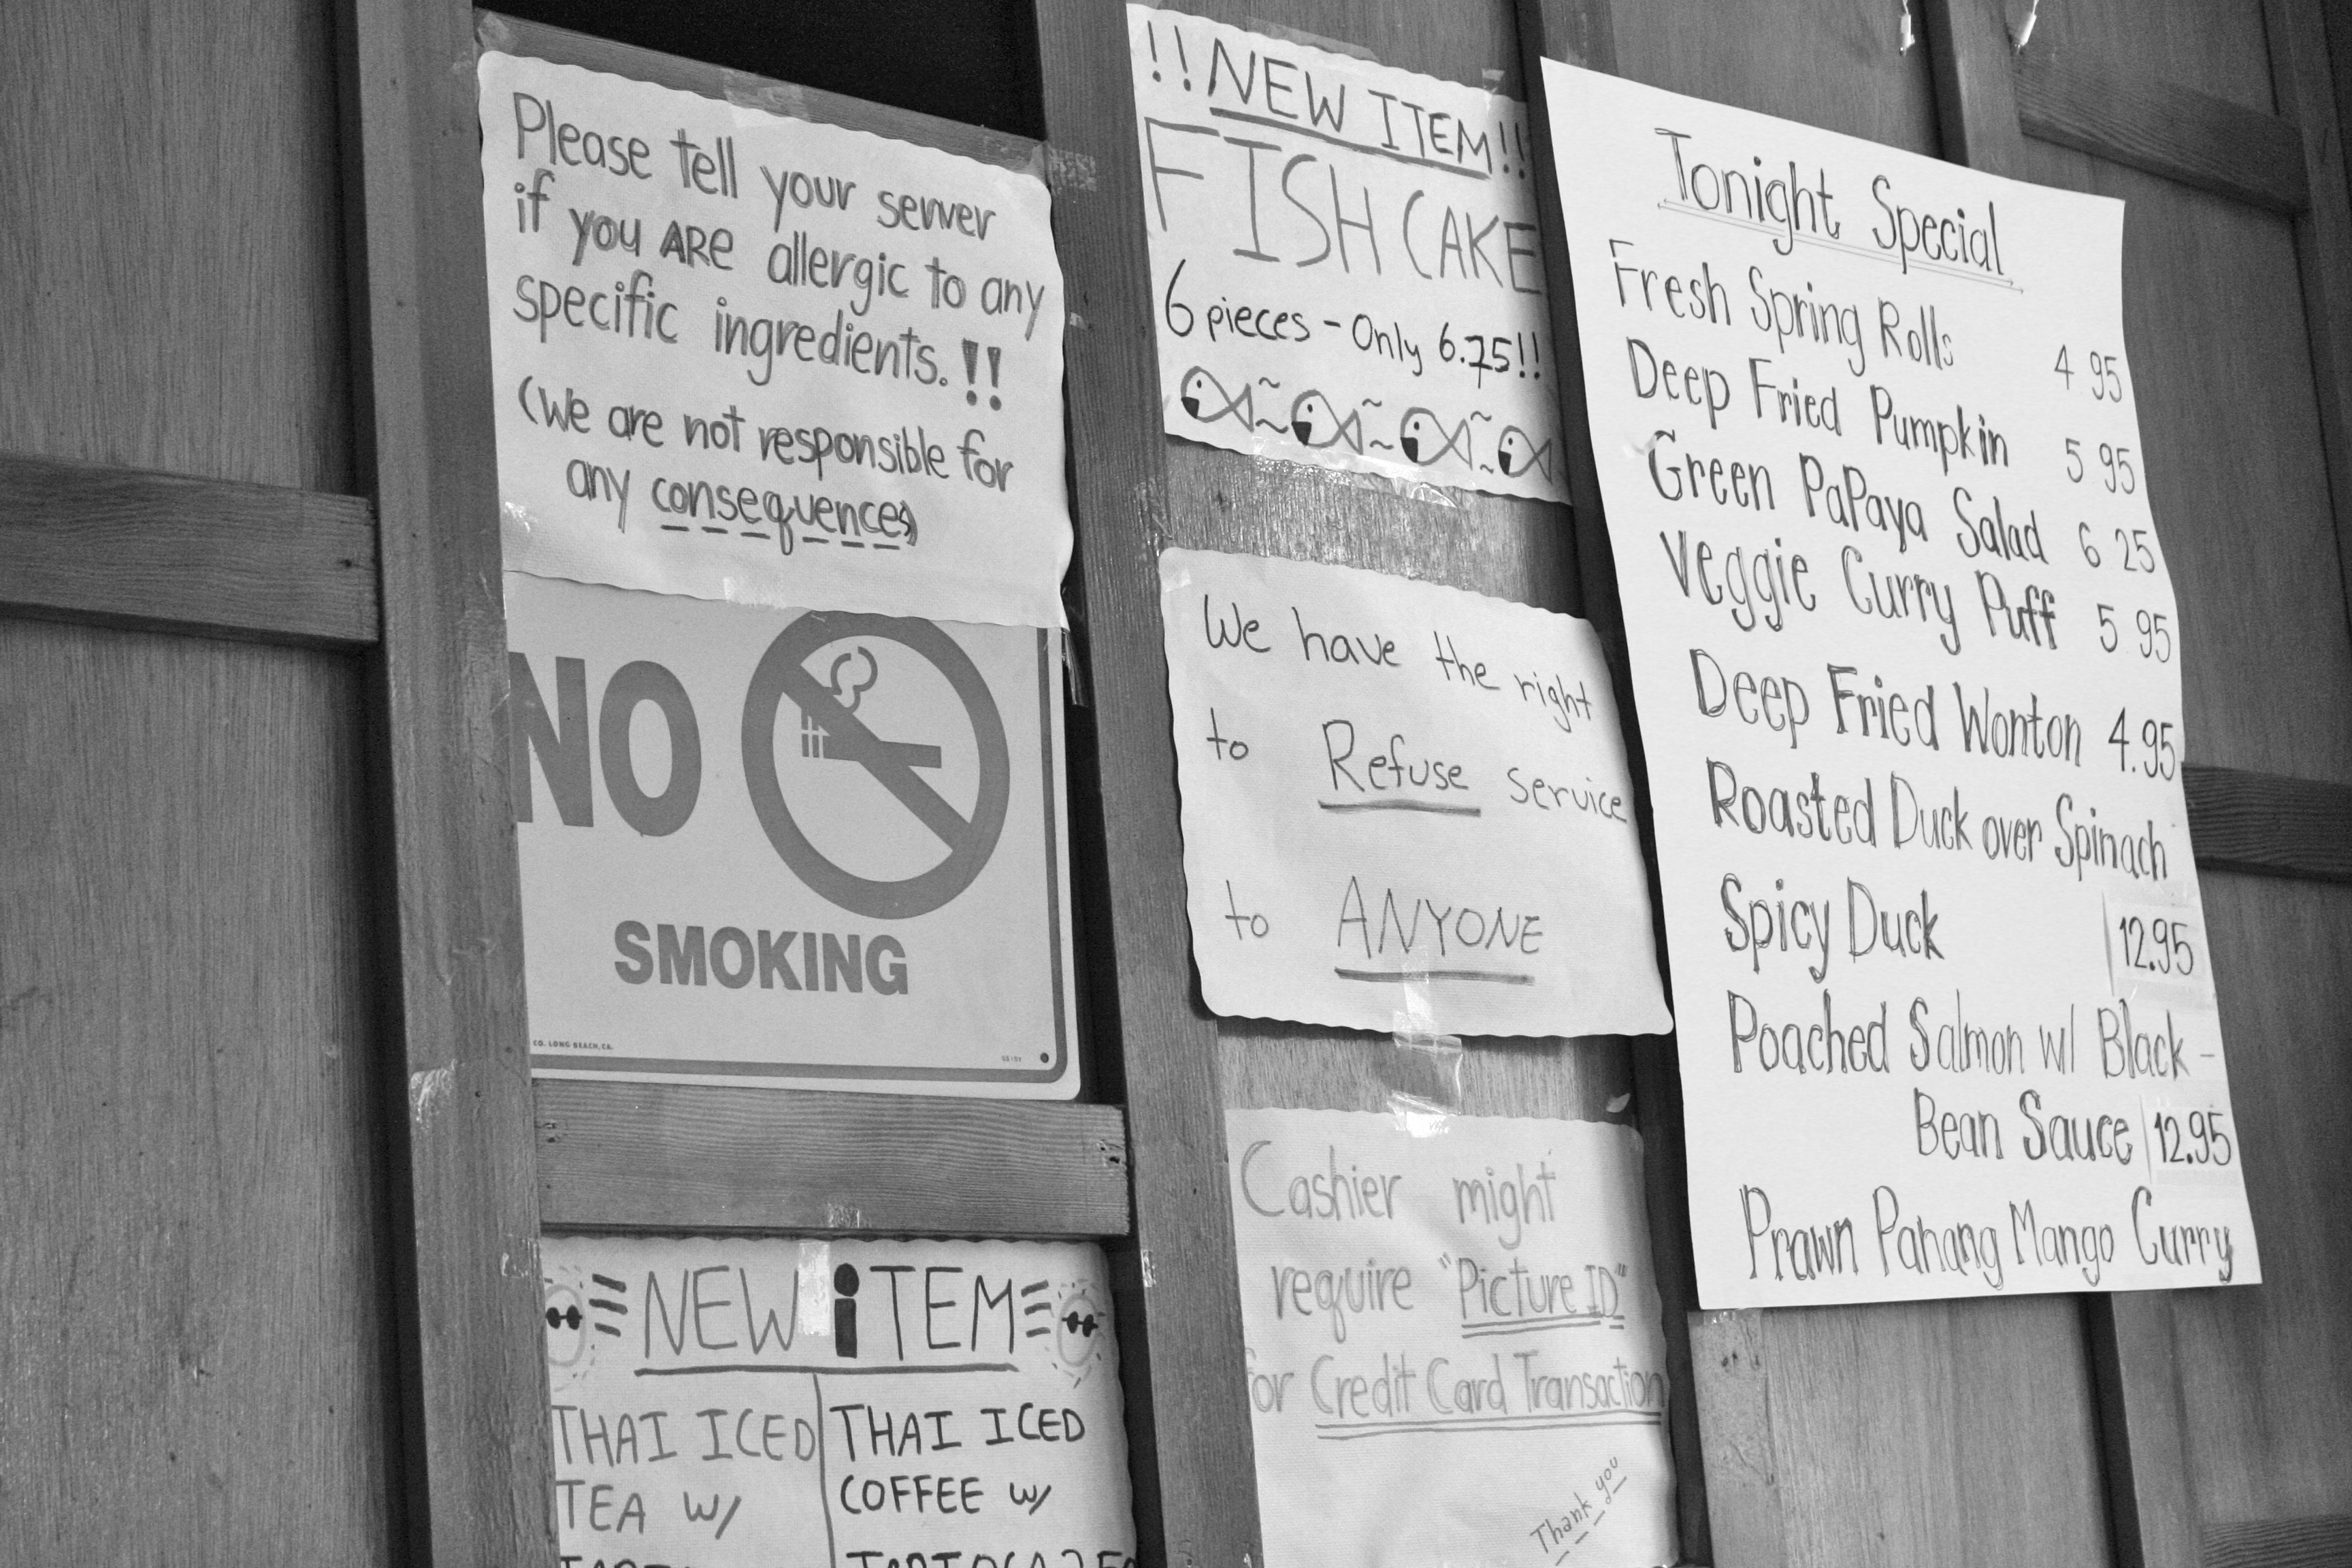 Please tell your server
if you ARe allergic to any
specific ingredients. !!
(We are not responsible for
any consequences)
NO
SMOKING
CO. LONG BEACH, CA.
NEW iTEM
THAI ICED
TEA W/
THAI ICED
COFFEE W/
!!NEW ITEM!!
FISH CAKE
6 pieces - Only 6.75!!
We have the right
to Refuse service
to ANYONE
Cashier might
require "Picture ID"
for Credit Card Transaction
Thank you
Tonight Special
Fresh Spring Rolls 4 95
Deep Fried Pumpkin 5 95
Green PaPaya Salad 6 25
Veggie Curry Puff 5 95
Deep Fried Wonton 4.95
Roasted Duck over Spinach
Spicy Duck 12.95
Poached Salmon w/ Black-
Bean Sauce 12.95
Prawn Pahang Mango Curry